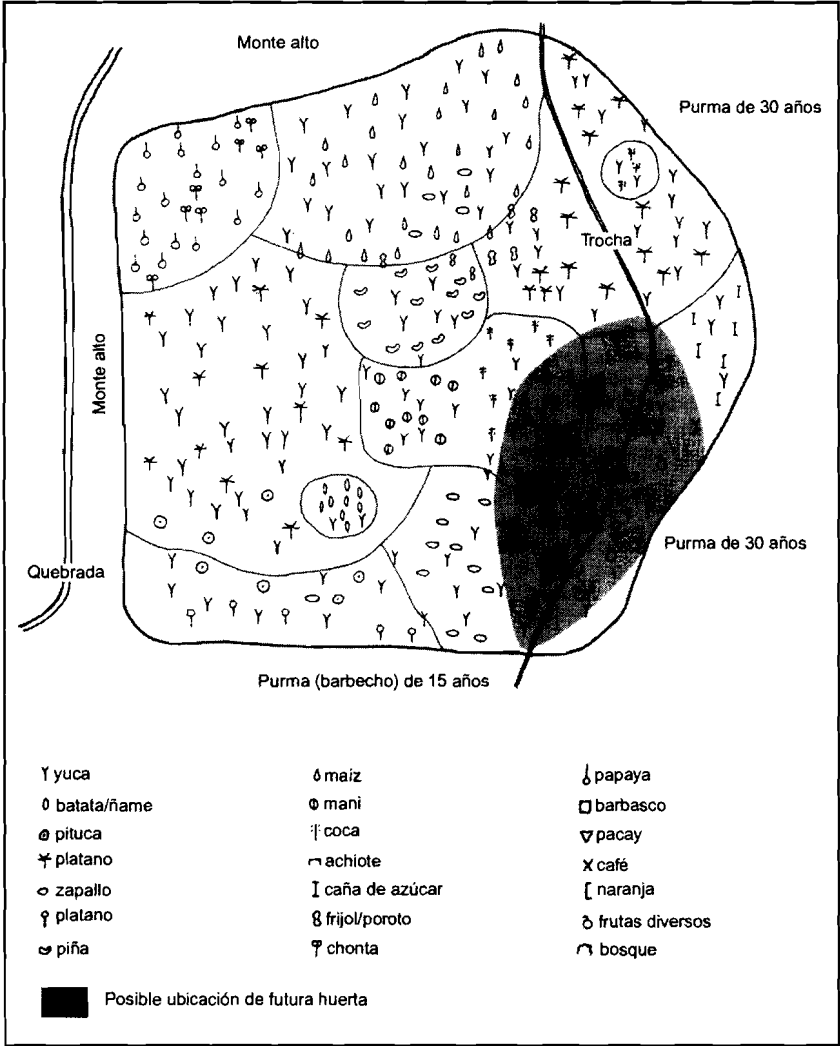 Monte alto
Purma de 30 años
Trocha
Monte alto
Purma de 30 años
Quebrada
Purma (barbecho) de 15 años
yuca
batata/ñame
pituca
platano
zapallo
platano
piña
maiz
mani
coca
achiote
caña de azúcar
frijol/poroto
chonta
papaya
barbasco
pacay
café
naranja
frutas diversos
bosque
Posible ubicación de futura huerta